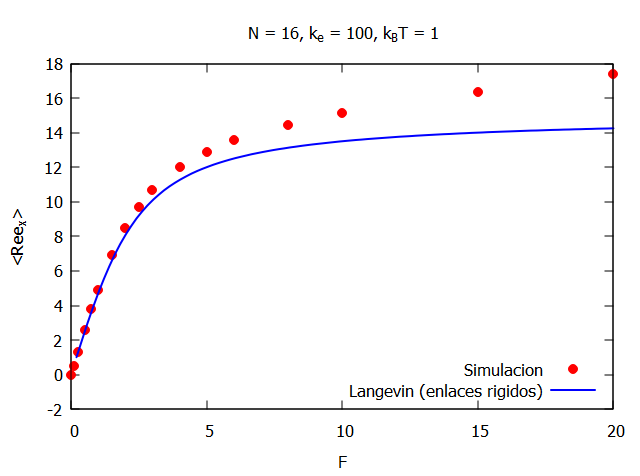 N = 16, kₑ = 100, k_BT = 1
18
16
14
12
10
8
6
4
2
0
-2
<Reeₓ>
Simulacion
Langevin (enlaces rigidos)
0 5 10 15 20
F